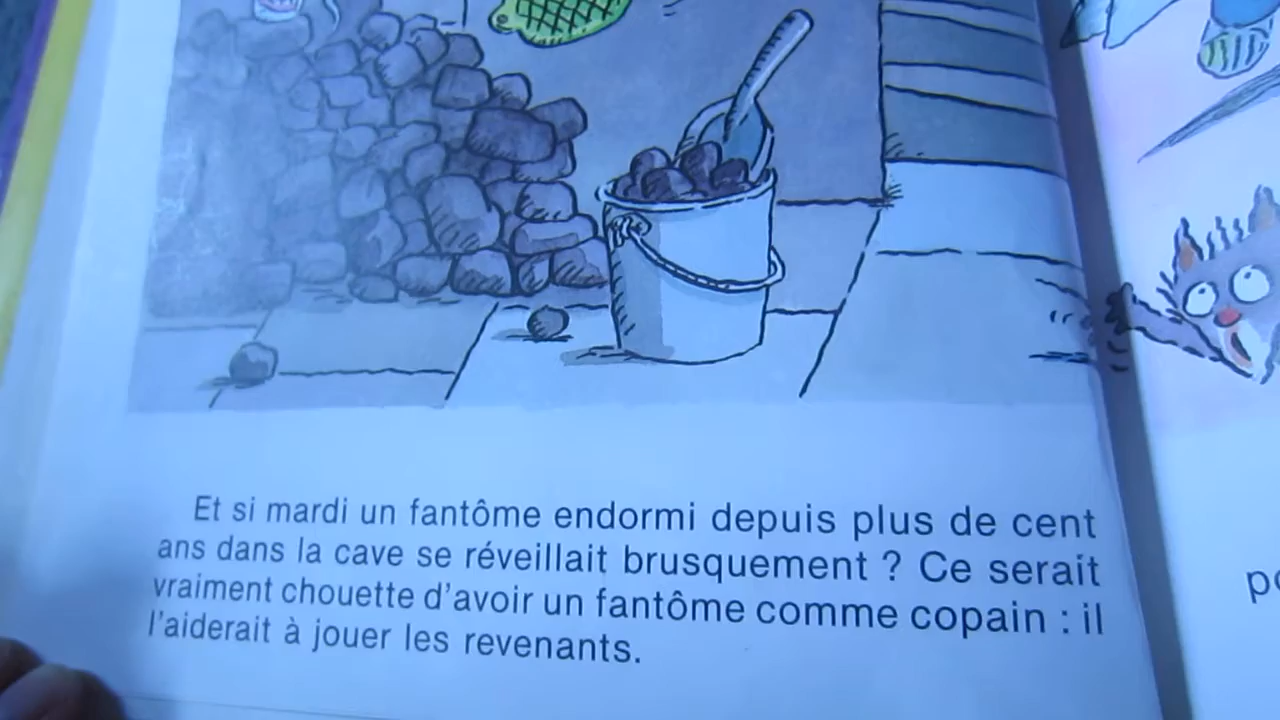 Et si mardi un fantôme endormi depuis plus de cent
ans dans la cave se réveillait brusquement ? Ce serait
vraiment chouette d'avoir un fantôme comme copain : il
l'aiderait à jouer les revenants.